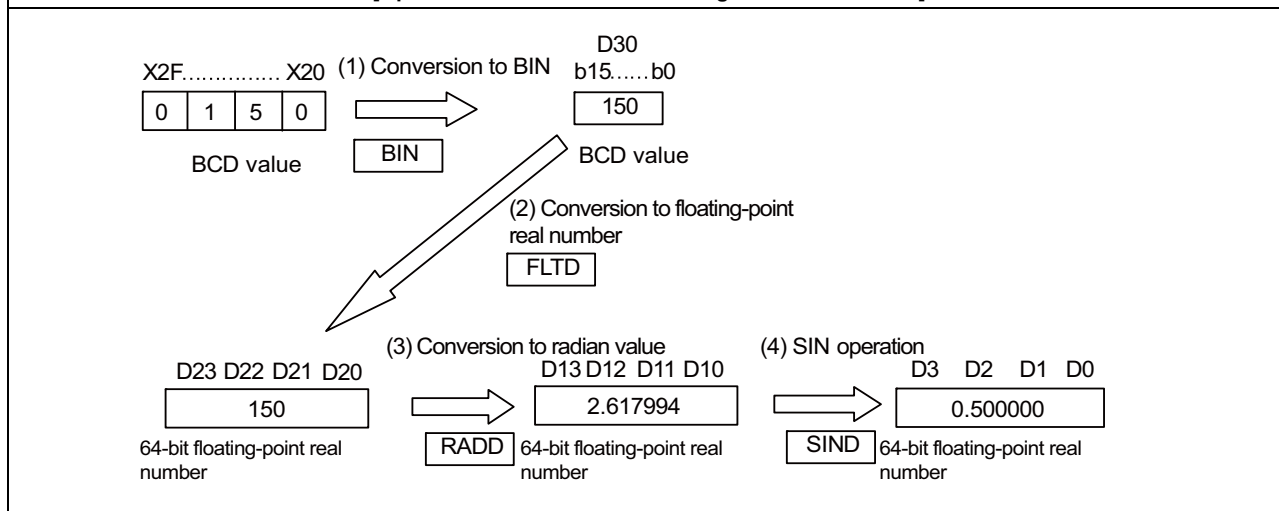 D30
X2F.............. X20 (1) Conversion to BIN b15......b0
0 1 5 0 150
BCD value BIN BCD value
(2) Conversion to floating-point
real number
FLTD
(3) Conversion to radian value (4) SIN operation
D23 D22 D21 D20 D13 D12 D11 D10 D3 D2 D1 D0
150 2.617994 0.500000
64-bit floating-point real RADD 64-bit floating-point real SIND 64-bit floating-point real
number number number